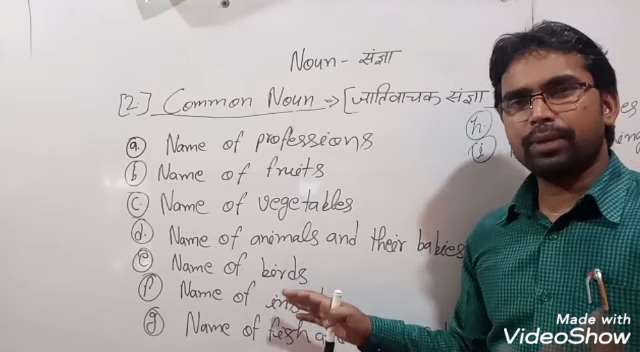 Noun - संज्ञा
[2.] Common Noun → [जातिवाचक संज्ञा
(a.) Name of professions
(b) Name of fruits
(c.) Name of vegetables
(d.) Name of animals and their babies
(e) Name of birds
(f) Name of
(g) Name of
(h.)
(i.)
Made with
VideoShow